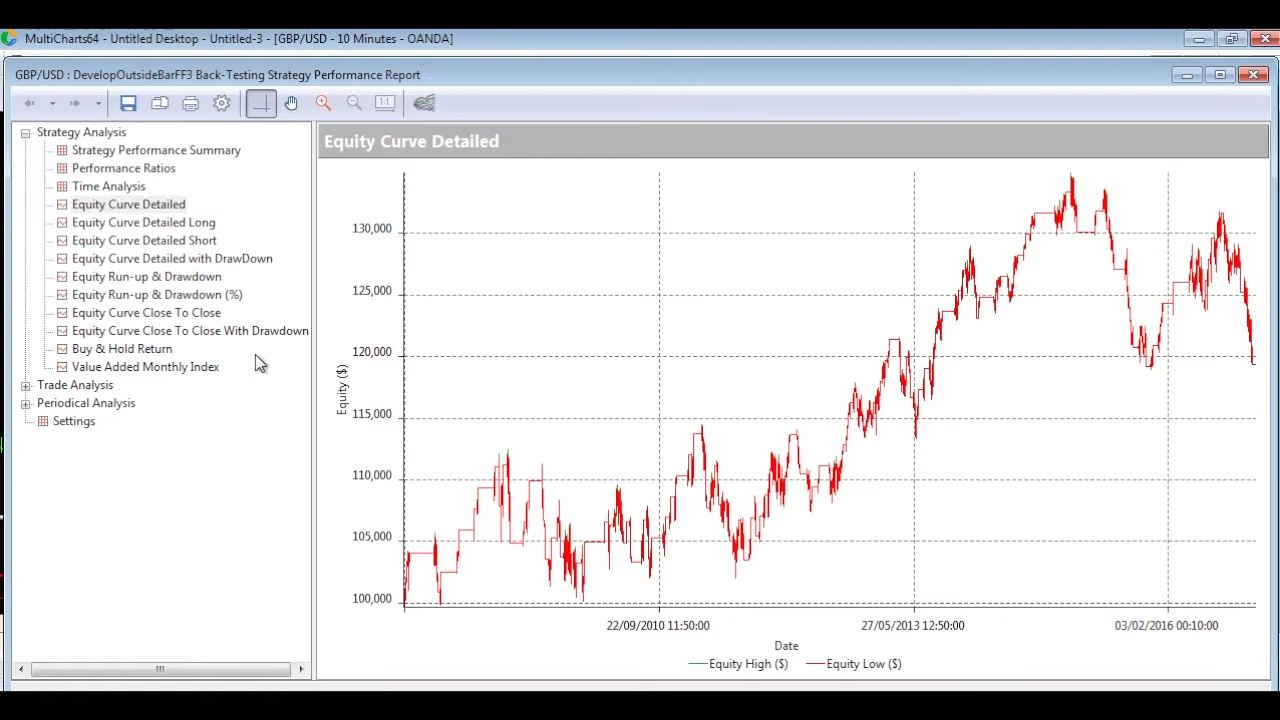 MultiCharts64 - Untitled Desktop - Untitled-3 - [GBP/USD - 10 Minutes - OANDA]
GBP/USD : DevelopOutsideBarFF3 Back-Testing Strategy Performance Report
1:1
Strategy Analysis
Strategy Performance Summary
Performance Ratios
Time Analysis
Equity Curve Detailed
Equity Curve Detailed Long
Equity Curve Detailed Short
Equity Curve Detailed with DrawDown
Equity Run-up & Drawdown
Equity Run-up & Drawdown (%)
Equity Curve Close To Close
Equity Curve Close To Close With Drawdown
Buy & Hold Return
Value Added Monthly Index
Trade Analysis
Periodical Analysis
Settings
Equity Curve Detailed
130,000
125,000
120,000
115,000
110,000
105,000
100,000
Equity ($)
22/09/2010 11:50:00
27/05/2013 12:50:00
03/02/2016 00:10:00
Date
Equity High ($)
Equity Low ($)